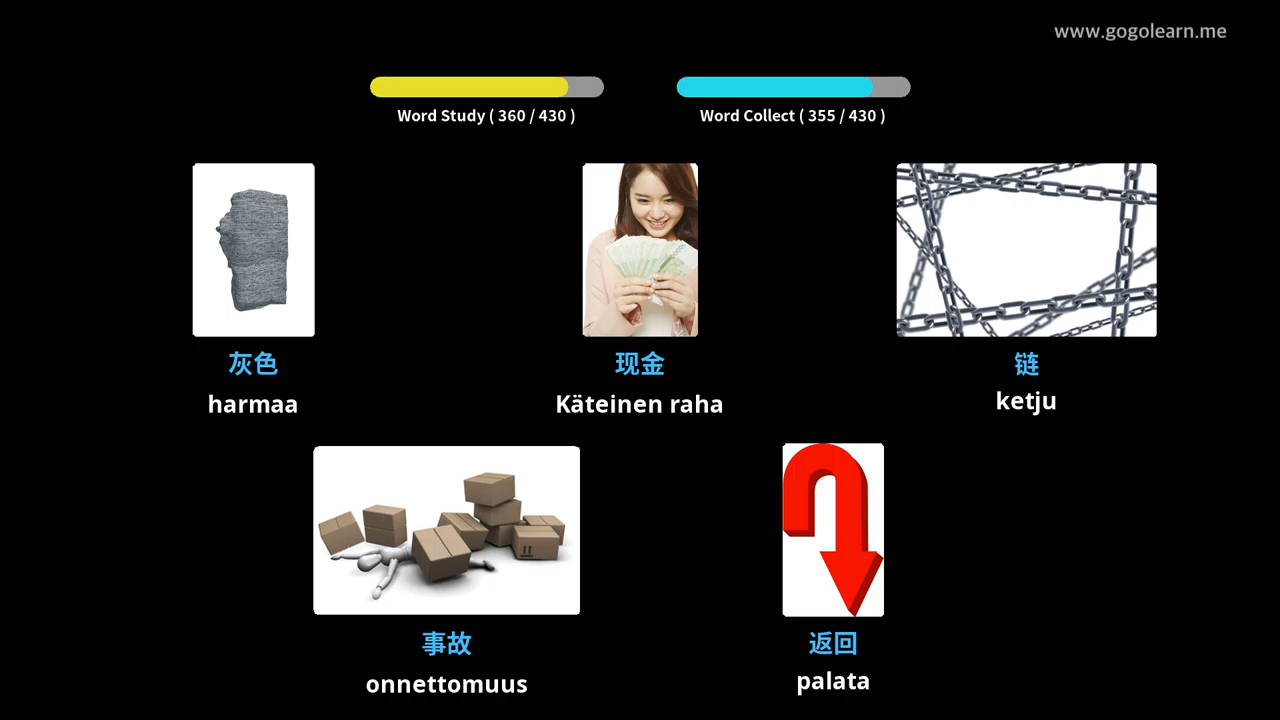 www.gogolearn.me
Word Study ( 360 / 430 )
Word Collect ( 355 / 430 )
灰色
harmaa
现金
Käteinen raha
链
ketju
事故
onnettomuus
返回
palata